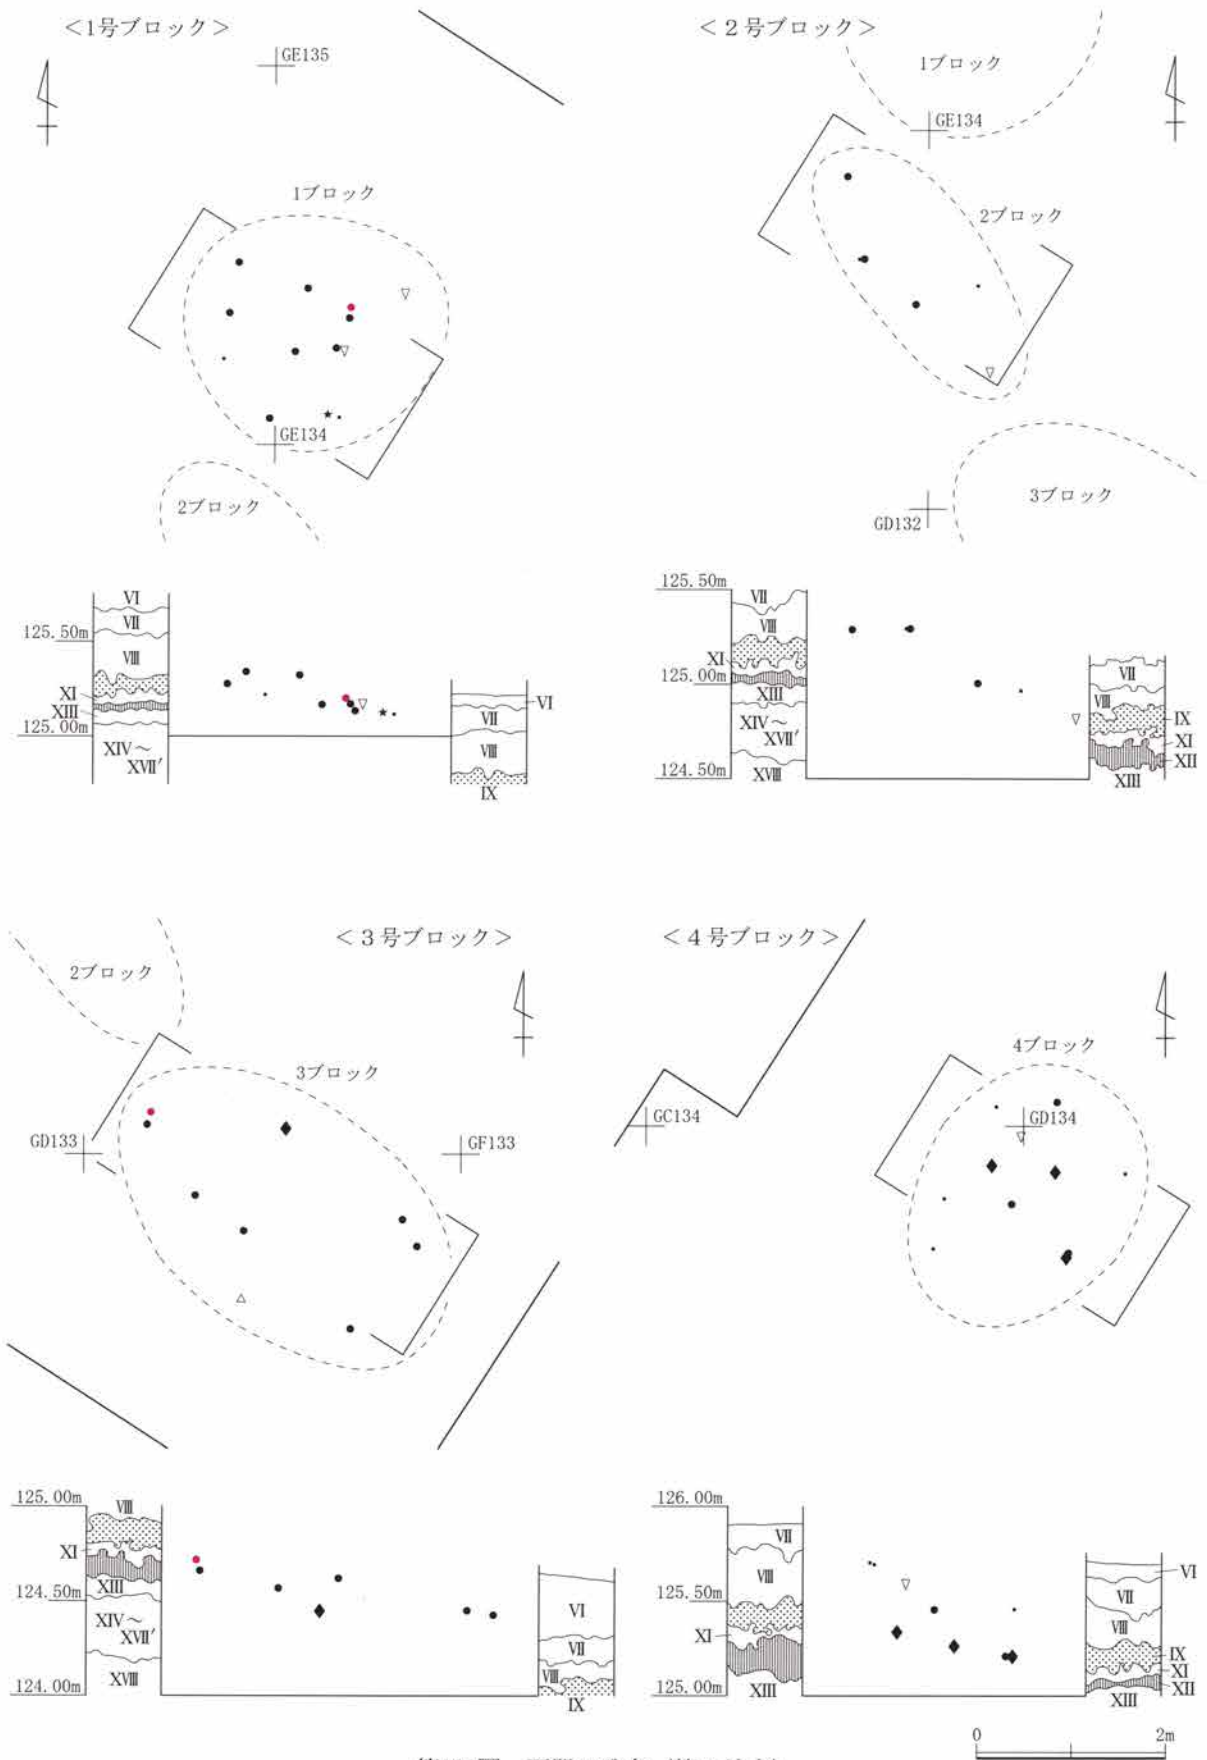 ＜1号ブロック＞
GE135
1ブロック
GE134
2ブロック
VI
VII
125.50m
VIII
XI
XIII
125.00m
XIV～
XVII′
VI
VII
VIII
IX
＜2号ブロック＞
1ブロック
GE134
2ブロック
3ブロック
GD132
125.50m
VII
VIII
XI
125.00m
XIII
XIV～
XVII′
124.50m
XVIII
VII
VIII
IX
XI
XII
XIII
＜3号ブロック＞
2ブロック
3ブロック
GD133
GF133
125.00m
VIII
XI
XIII
124.50m
XIV～
XVII′
XVIII
124.00m
VI
VII
VIII
IX
＜4号ブロック＞
4ブロック
GC134
GD134
126.00m
VII
VIII
125.50m
XI
125.00m
XIII
VI
VII
VIII
IX
XI
XII
XIII
0 2m